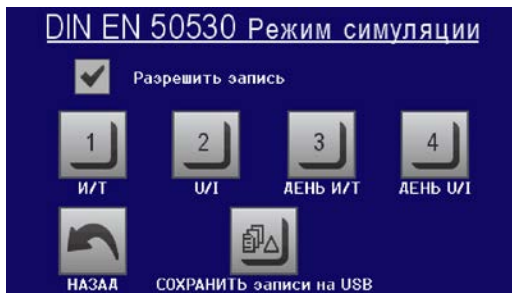 DIN EN 50530 Режим симуляции
Разрешить запись
1 2 3 4
И/Т U/I ДЕНЬ И/Т ДЕНЬ U/I
НАЗАД СОХРАНИТЬ записи на USB